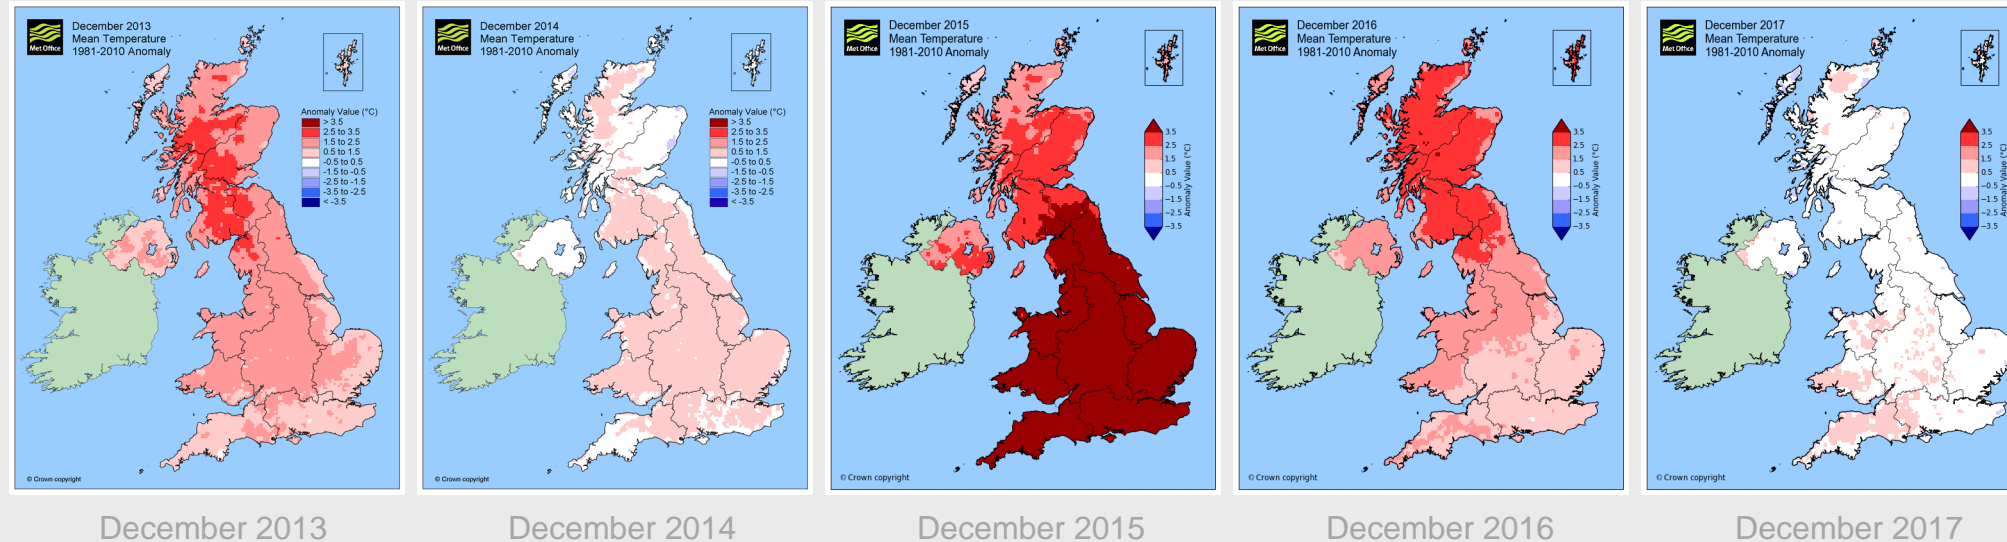 Met Office
December 2013
Mean Temperature
1981-2010 Anomaly
Anomaly Value (°C)
> 3.5
2.5 to 3.5
1.5 to 2.5
0.5 to 1.5
-0.5 to 0.5
-1.5 to -0.5
-2.5 to -1.5
-3.5 to -2.5
< -3.5
© Crown copyright
December 2013
Met Office
December 2014
Mean Temperature
1981-2010 Anomaly
Anomaly Value (°C)
> 3.5
2.5 to 3.5
1.5 to 2.5
0.5 to 1.5
-0.5 to 0.5
-1.5 to -0.5
-2.5 to -1.5
-3.5 to -2.5
< -3.5
© Crown copyright
December 2014
Met Office
December 2015
Mean Temperature
1981-2010 Anomaly
3.5
2.5
1.5
0.5
−0.5
−1.5
−2.5
−3.5
Anomaly Value (°C)
© Crown copyright
December 2015
Met Office
December 2016
Mean Temperature
1981-2010 Anomaly
3.5
2.5
1.5
0.5
−0.5
−1.5
−2.5
−3.5
Anomaly Value (°C)
© Crown copyright
December 2016
Met Office
December 2017
Mean Temperature
1981-2010 Anomaly
3.5
2.5
1.5
0.5
−0.5
−1.5
−2.5
−3.5
Anomaly Value (°C)
© Crown copyright
December 2017